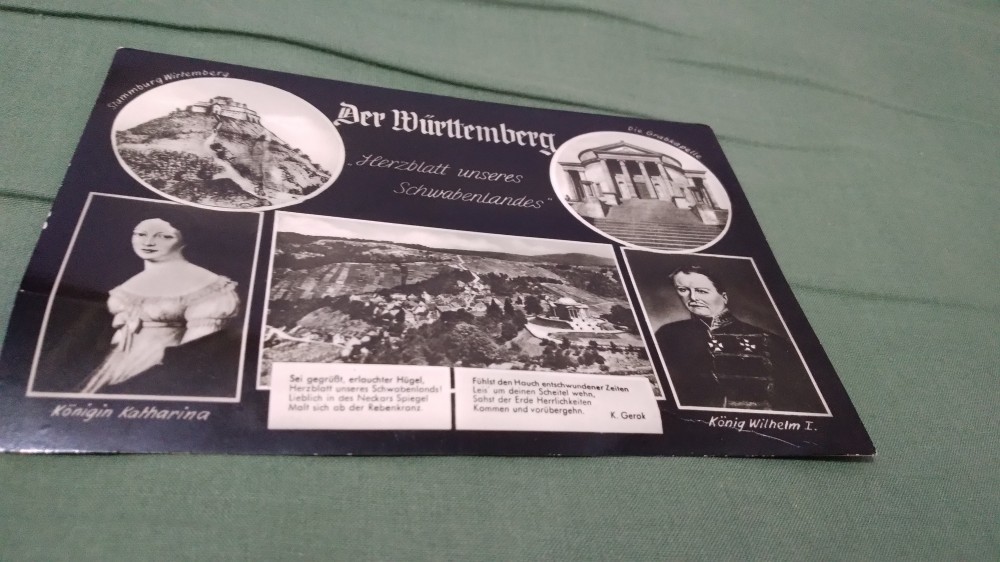 Stammburg Wirtemberg
Der Württemberg
„Herzblatt unseres
Schwabenlandes“
Die Grabkapelle
Königin Katharina
Sei gegrüßt, erlauchter Hügel,
Herzblatt unseres Schwabenlands!
Lieblich in des Neckars Spiegel
Malt sich ab der Rebenkranz.
Fühlst den Hauch entschwundener Zeiten
Leis' um deinen Scheitel wehn,
Sahst der Erde Herrlichkeiten
Kommen und vorübergehn.
K. Gerok
König Wilhelm I.